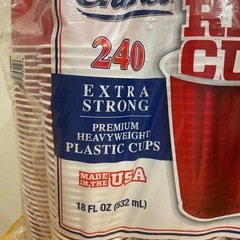 240
EXTRA
STRONG
PREMIUM
HEAVYWEIGHT
PLASTIC CUPS
MADE
IN THE USA
18 FL OZ (532 mL)